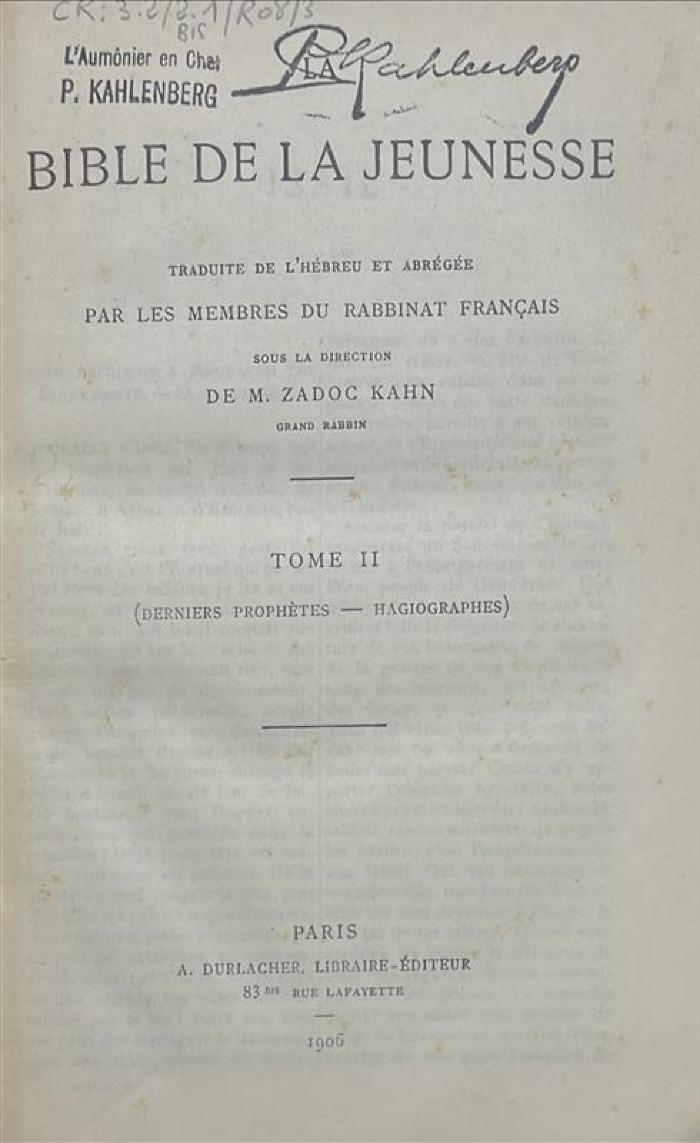 CR: 3.2/2.1/R08/3
BIS
L'Aumônier en Chef
P. KAHLENBERG
P. Kahlenberg
LA
BIBLE DE LA JEUNESSE
TRADUITE DE L'HÉBREU ET ABRÉGÉE
PAR LES MEMBRES DU RABBINAT FRANÇAIS
SOUS LA DIRECTION
DE M. ZADOC KAHN
GRAND RABBIN
TOME II
(DERNIERS PROPHÈTES — HAGIOGRAPHES)
PARIS
A. DURLACHER, LIBRAIRE-ÉDITEUR
83 BIS RUE LAFAYETTE
1906